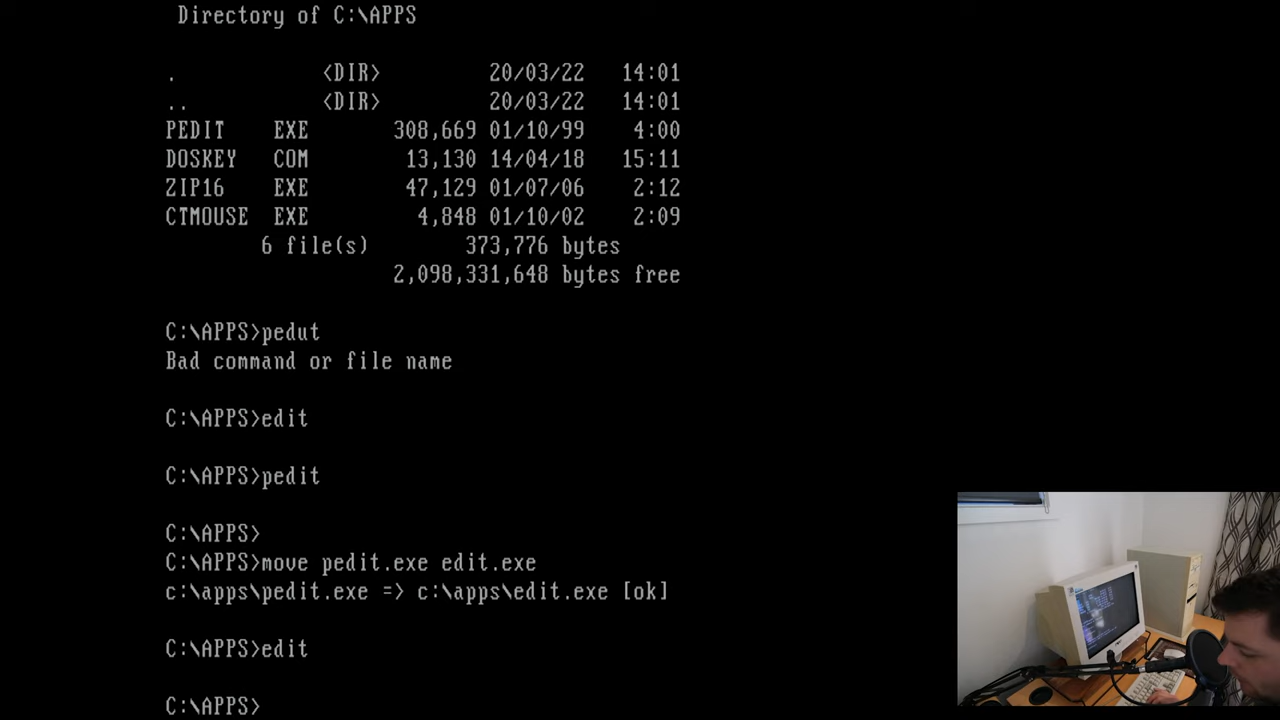 Directory of C:\APPS
. <DIR> 20/03/22 14:01
.. <DIR> 20/03/22 14:01
PEDIT EXE 308,669 01/10/99 4:00
DOSKEY COM 13,130 14/04/18 15:11
ZIP16 EXE 47,129 01/07/06 2:12
CTMOUSE EXE 4,848 01/10/02 2:09
6 file(s) 373,776 bytes
2,098,331,648 bytes free
C:\APPS>pedut
Bad command or file name
C:\APPS>edit
C:\APPS>pedit
C:\APPS>
C:\APPS>move pedit.exe edit.exe
c:\apps\pedit.exe => c:\apps\edit.exe [ok]
C:\APPS>edit
C:\APPS>